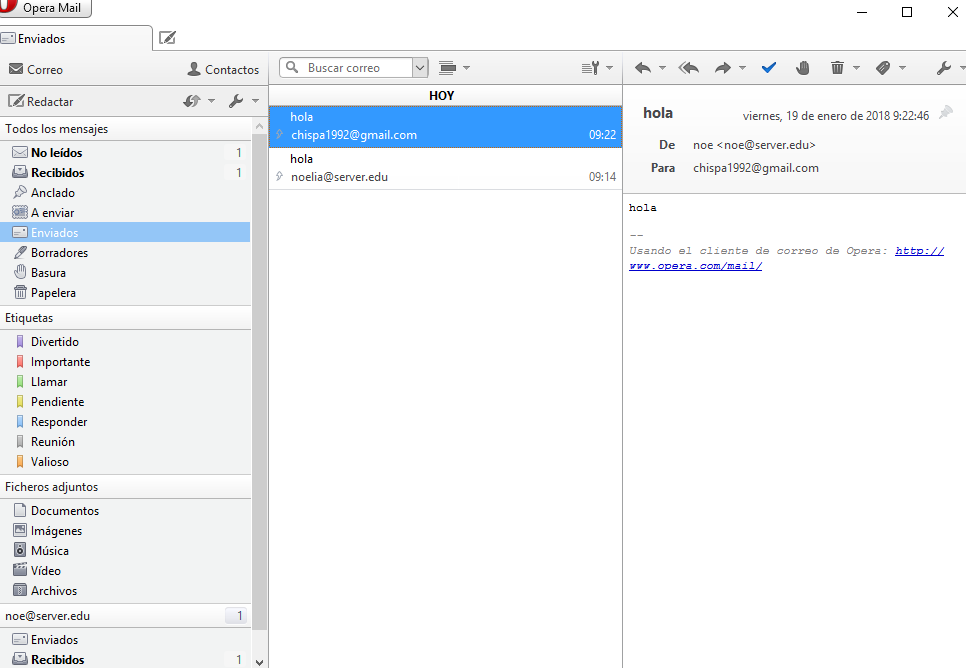 Opera Mail
Enviados
Correo
Contactos
Redactar
Todos los mensajes
No leídos 1
Recibidos 1
Anclado
A enviar
Enviados
Borradores
Basura
Papelera
Etiquetas
Divertido
Importante
Llamar
Pendiente
Responder
Reunión
Valioso
Ficheros adjuntos
Documentos
Imágenes
Música
Vídeo
Archivos
noe@server.edu 1
Enviados
Recibidos 1
Buscar correo
HOY
hola
chispa1992@gmail.com 09:22
hola
noelia@server.edu 09:14
hola viernes, 19 de enero de 2018 9:22:46
De noe <noe@server.edu>
Para chispa1992@gmail.com
hola
--
Usando el cliente de correo de Opera: http://
www.opera.com/mail/